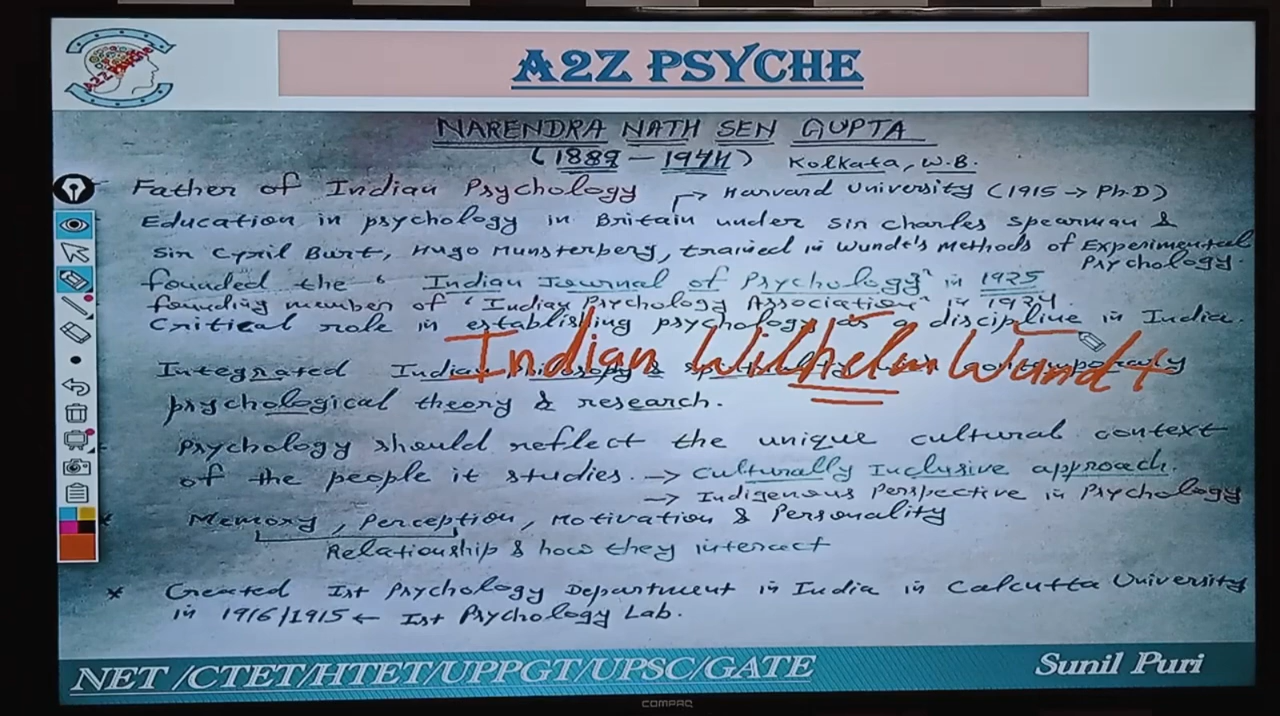 A2Z Psyche
A2Z PSYCHE
NARENDRA NATH SEN GUPTA
(1889 - 1944) Kolkata, W.B.
Father of Indian Psychology → Harvard University (1915 → Ph.D)
Education in psychology in Britain under Sir Charles Spearman &
Sir Cyril Burt, Hugo Munsterberg, trained in Wundt's Methods of Experimental
Psychology.
founded the "Indian Journal of Psychology" in 1925
founding member of "Indian Psychology Association" in 1924.
Critical role in establishing psychology as a discipline in India.
Indian Wilhelm Wundt
Integrated Indian Philosophy &
psychological theory & research.
Psychology should reflect the unique cultural context
of the people it studies. → Culturally Inclusive approach.
→ Indigenous Perspective in Psychology
* Memory, Perception, Motivation & Personality
Relationship & how they interact
* Created Ist Psychology Department in India in Calcutta University
in 1916/1915 ← Ist Psychology Lab.
NET /CTET/HTET/UPPGT/UPSC/GATE Sunil Puri
COMPAQ